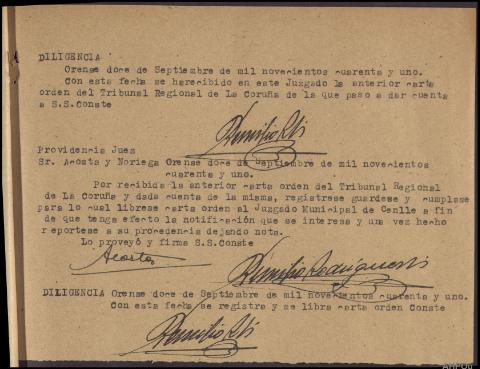 DILIGENCIA
Orense doce de Septiembre de mil novecientos cuarenta y uno.
Con esta fecha se harecibido en este Juzgado la anterior carta
orden del Tribunal Regional de La Coruña de la que paso a dar cuenta
a S.S.Conste
Providencia Juez
Sr. Acosta y Noriega Orense doce de Septiembre de mil novecientos
cuarenta y uno.
Por recibida la anterior carta orden del Tribunal Regional
de La Coruña y dada cuenta de la misma, registrese guardese y cumplase
para lo cual librese carta orden al Juzgado Municipal de Cenlle a fin
de que tenga efecto la notificación que se interesa y una vez hecho
reportese a su procedencia dejando nota.
Lo proveyó y firma S.S.Conste
Acosta
Remilio Rodriguez
DILIGENCIA Orense doce de Septiembre de mil novecientos cuarenta y uno.
Con esta fecha se registre y se libra carta orden Conste